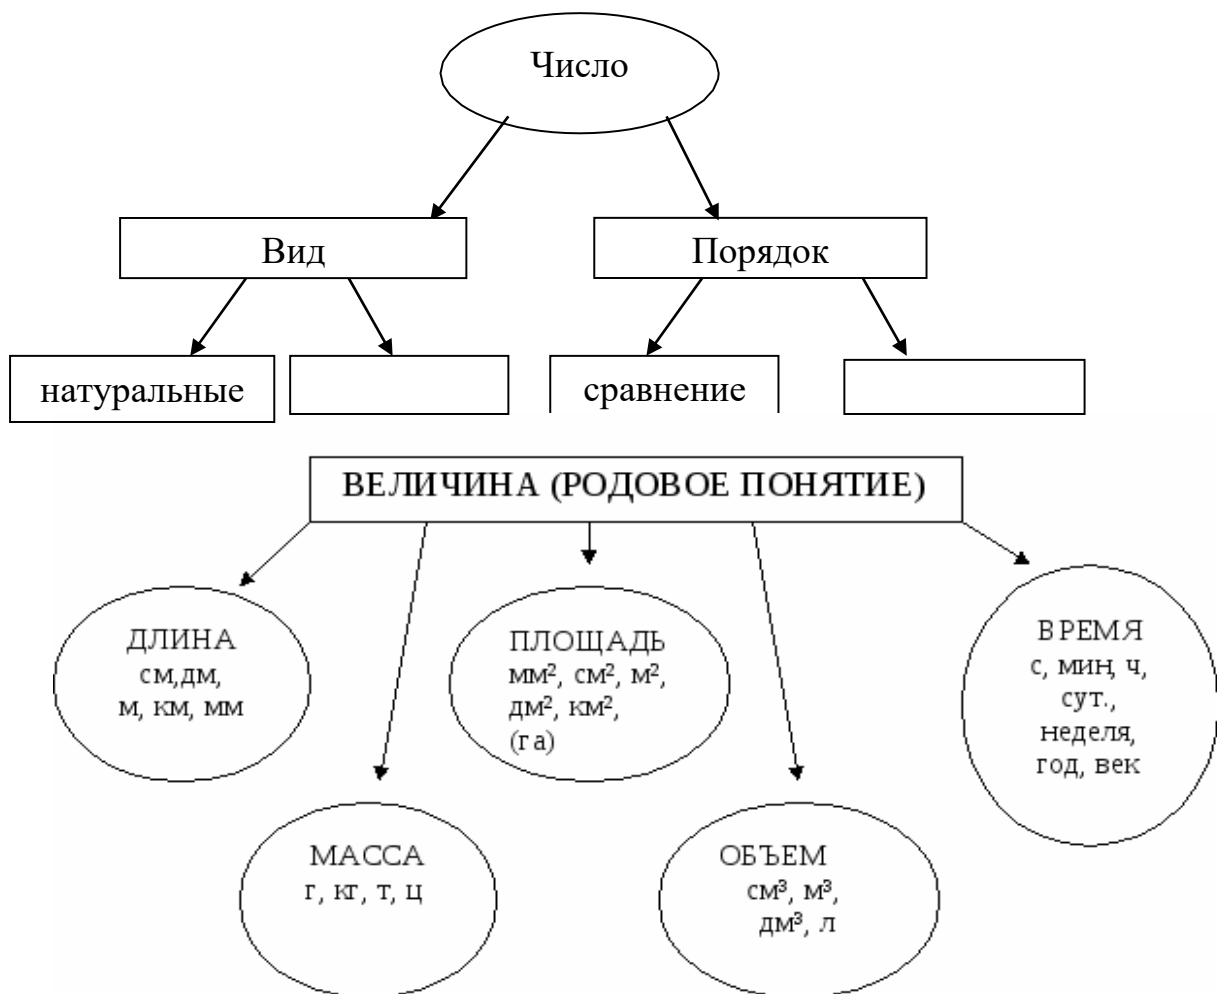 Число
Вид
Порядок
натуральные
сравнение
ВЕЛИЧИНА (РОДОВОЕ ПОНЯТИЕ)
ДЛИНА
см,дм,
м, км, мм
ПЛОЩАДЬ
мм², см², м²,
дм², км²,
(га)
ВРЕМЯ
с, мин, ч,
сут.,
неделя,
год, век
МАССА
г, кг, т, ц
ОБЪЕМ
см³, м³,
дм³, л